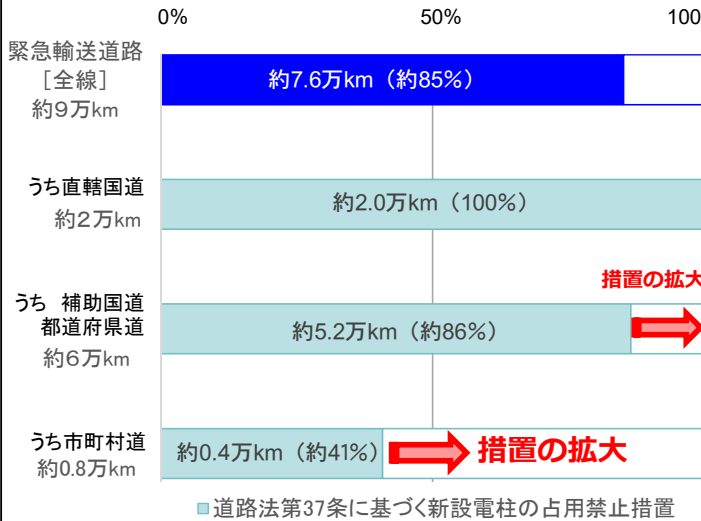 0%
50%
100
緊急輸送道路
［全線］
約９万km
約7.6万km（約85%）
うち直轄国道
約２万km
約2.0万km（100%）
措置の拡大
うち 補助国道
都道府県道
約６万km
約5.2万km（約86%）
うち市町村道
約0.8万km
約0.4万km（約41%）
措置の拡大
道路法第37条に基づく新設電柱の占用禁止措置